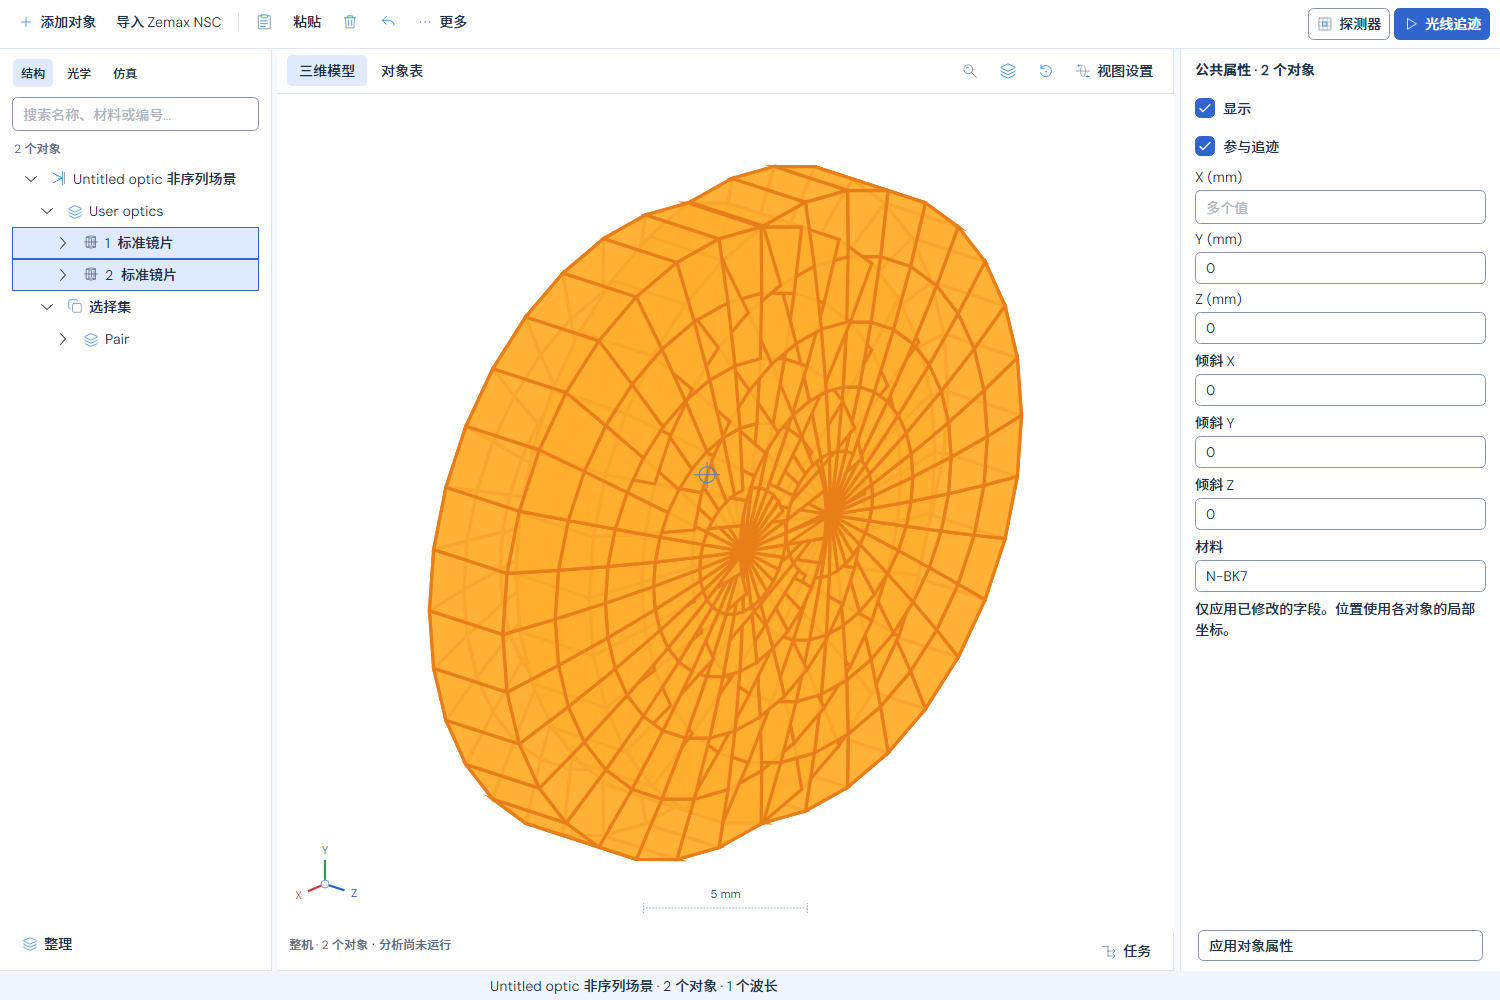 添加对象 导入 Zemax NSC 粘贴 更多 探测器 光线追迹
结构 光学 仿真
搜索名称、材料或编号…
2 个对象
Untitled optic 非序列场景
User optics
1 标准镜片
2 标准镜片
选择集
Pair
整理
三维模型 对象表 视图设置
Y
X
Z
5 mm
整机 · 2 个对象 · 分析尚未运行
任务
公共属性 · 2 个对象
显示
参与追迹
X (mm)
多个值
Y (mm)
0
Z (mm)
0
倾斜 X
0
倾斜 Y
0
倾斜 Z
0
材料
N-BK7
仅应用已修改的字段。位置使用各对象的局部
坐标。
应用对象属性
Untitled optic 非序列场景 · 2 个对象 · 1 个波长